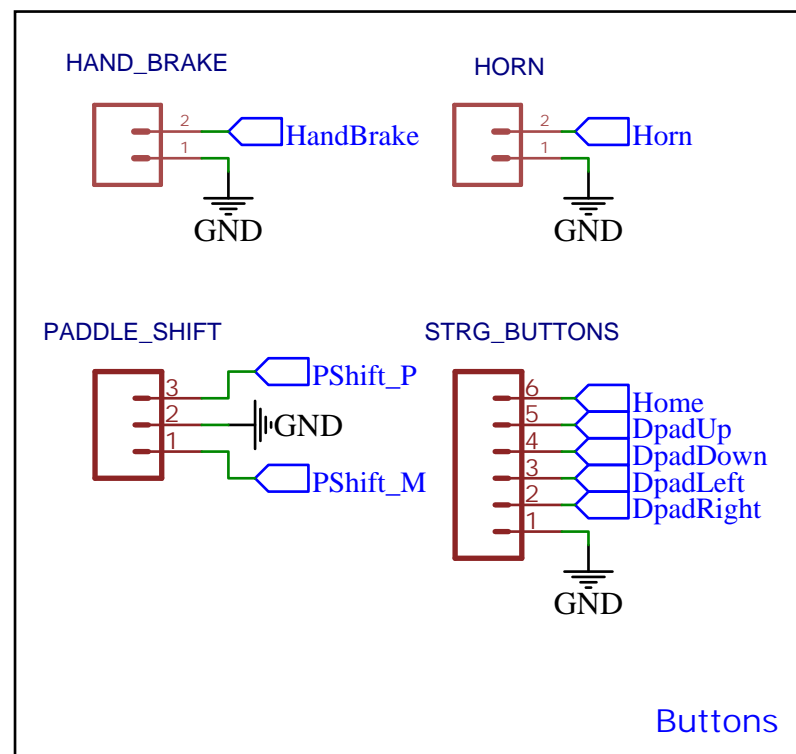 HAND_BRAKE
2
HandBrake
1
GND
HORN
2
Horn
1
GND
PADDLE_SHIFT
3
PShift_P
2
GND
1
PShift_M
STRG_BUTTONS
6
Home
5
DpadUp
4
DpadDown
3
DpadLeft
2
DpadRight
1
GND
Buttons